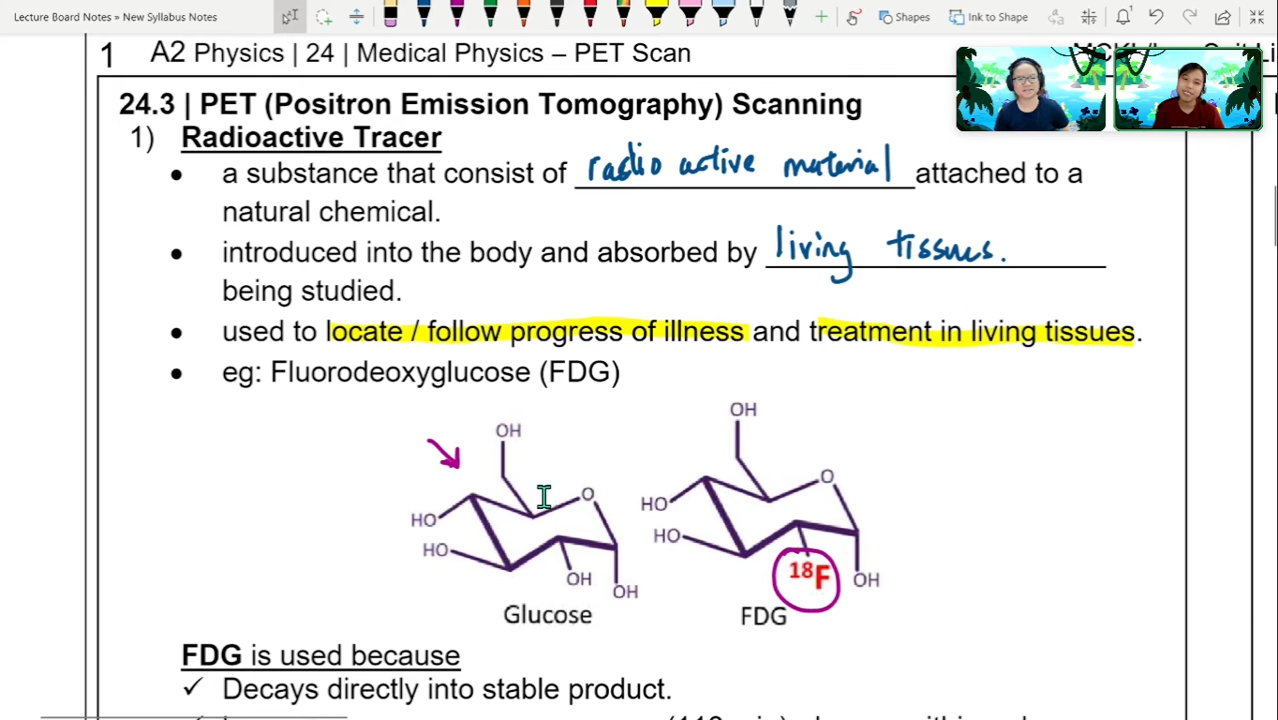 Lecture Board Notes » New Syllabus Notes
Shapes
Ink to Shape
1 A2 Physics | 24 | Medical Physics – PET Scan
24.3 | PET (Positron Emission Tomography) Scanning
1) Radioactive Tracer
• a substance that consist of radioactive material attached to a
natural chemical.
• introduced into the body and absorbed by living tissues.
being studied.
• used to locate / follow progress of illness and treatment in living tissues.
• eg: Fluorodeoxyglucose (FDG)
OH
O
HO
HO
OH
OH
Glucose
OH
O
HO
HO
18F
OH
FDG
FDG is used because
✓ Decays directly into stable product.